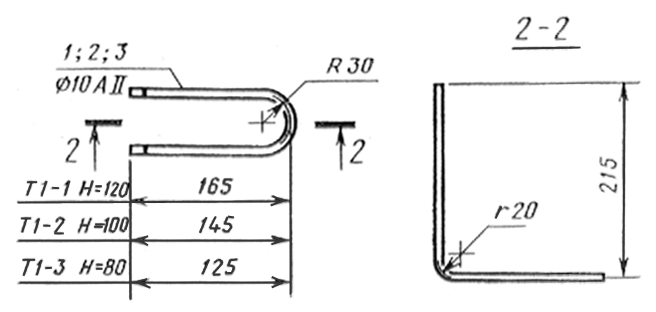 2-2
1; 2; 3
Ø10 A II
R 30
2
2
T1-1 H=120
165
T1-2 H=100
145
T1-3 H=80
125
r 20
215